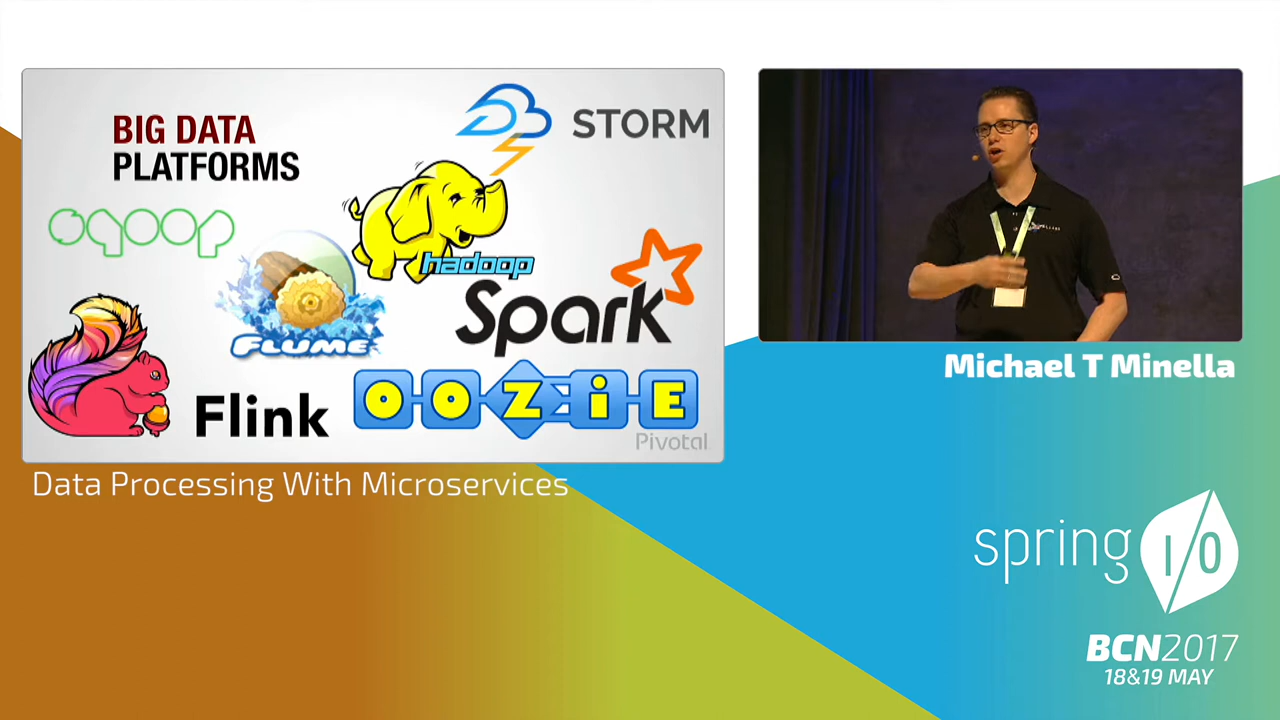 BIG DATA
PLATFORMS
STORM
sqoop
hadoop
Spark
FLUME
Flink
OOZiE
Pivotal
Data Processing With Microservices
Michael T Minella
spring I/O
BCN2017
18&19 MAY